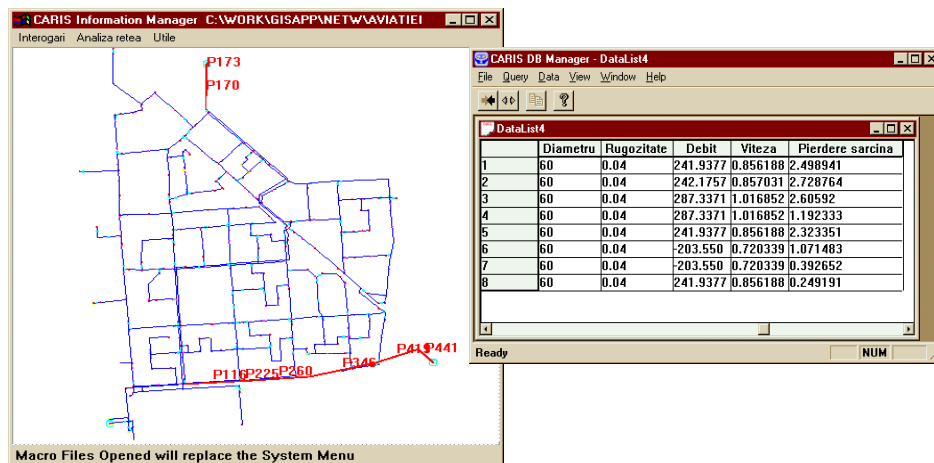 CARIS Information Manager C:\WORK\GISAPP\NETW\AVIATIEI
Interogari Analiza retea Utile
P173
P170
P116 P225 P260 P346 P419 P441
Macro Files Opened will replace the System Menu
CARIS DB Manager - DataList4
File Query Data View Window Help
DataList4
Diametru Rugozitate Debit Viteza Pierdere sarcina
1 60 0.04 241.9377 0.856188 2.498941
2 60 0.04 242.1757 0.857031 2.728764
3 60 0.04 287.3371 1.016852 2.60592
4 60 0.04 287.3371 1.016852 1.192333
5 60 0.04 241.9377 0.856188 2.323351
6 60 0.04 -203.550 0.720339 1.071483
7 60 0.04 -203.550 0.720339 0.392652
8 60 0.04 241.9377 0.856188 0.249191
Ready NUM